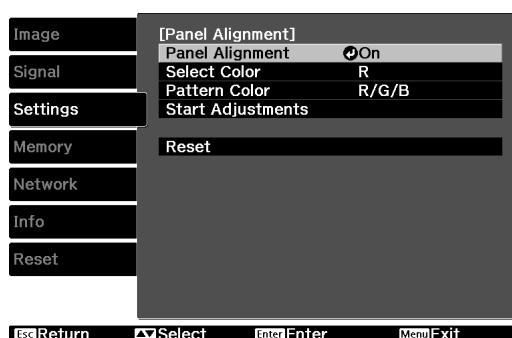 Image
Signal
Settings
Memory
Network
Info
Reset
[Panel Alignment]
Panel Alignment On
Select Color R
Pattern Color R/G/B
Start Adjustments
Reset
Esc Return Select Enter Enter Menu Exit